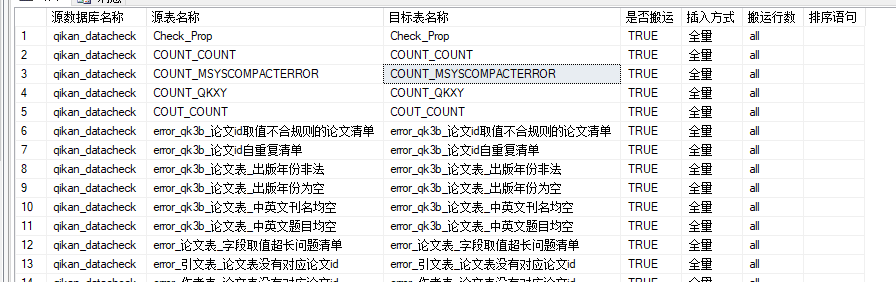 消息
源数据库名称 源表名称 目标表名称 是否搬运 插入方式 搬运行数 排序语句
1 qikan_datacheck Check_Prop Check_Prop TRUE 全量 all
2 qikan_datacheck COUNT_COUNT COUNT_COUNT TRUE 全量 all
3 qikan_datacheck COUNT_MSYSCOMPACTERROR COUNT_MSYSCOMPACTERROR TRUE 全量 all
4 qikan_datacheck COUNT_QKXY COUNT_QKXY TRUE 全量 all
5 qikan_datacheck COUT_COUNT COUT_COUNT TRUE 全量 all
6 qikan_datacheck error_qk3b_论文id取值不合规则的论文清单 error_qk3b_论文id取值不合规则的论文清单 TRUE 全量 all
7 qikan_datacheck error_qk3b_论文id自重复清单 error_qk3b_论文id自重复清单 TRUE 全量 all
8 qikan_datacheck error_qk3b_论文表_出版年份非法 error_qk3b_论文表_出版年份非法 TRUE 全量 all
9 qikan_datacheck error_qk3b_论文表_出版年份为空 error_qk3b_论文表_出版年份为空 TRUE 全量 all
10 qikan_datacheck error_qk3b_论文表_中英文刊名均空 error_qk3b_论文表_中英文刊名均空 TRUE 全量 all
11 qikan_datacheck error_qk3b_论文表_中英文题目均空 error_qk3b_论文表_中英文题目均空 TRUE 全量 all
12 qikan_datacheck error_论文表_字段取值超长问题清单 error_论文表_字段取值超长问题清单 TRUE 全量 all
13 qikan_datacheck error_引文表_论文表没有对应论文id error_引文表_论文表没有对应论文id TRUE 全量 all